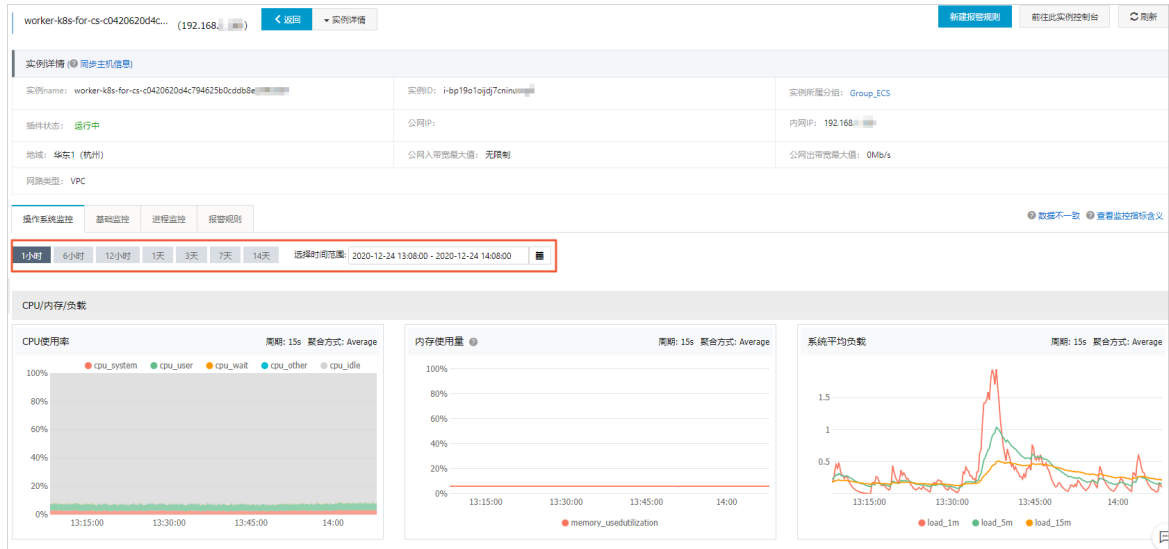 worker-k8s-for-cs-c0420620d4c... (192.168. ) 返回 实例详情 新建报警规则 前往此实例控制台 刷新
实例详情 (同步主机信息)
实例name: worker-k8s-for-cs-c0420620d4c794625b0cddb8e 实例ID: i-bp19o1oijdj7cninu 实例所属分组: Group_ECS
插件状态: 运行中 公网IP: 内网IP: 192.168.
地域: 华东1 (杭州) 公网入带宽最大值: 无限制 公网出带宽最大值: 0Mb/s
网路类型: VPC
操作系统监控 基础监控 进程监控 报警规则 数据不一致 查看监控指标含义
1小时 6小时 12小时 1天 3天 7天 14天 选择时间范围: 2020-12-24 13:08:00 - 2020-12-24 14:08:00
CPU/内存/负载
CPU使用率 周期: 15s 聚合方式: Average
cpu_system cpu_user cpu_wait cpu_other cpu_idle
100%
80%
60%
40%
20%
0%
13:15:00 13:30:00 13:45:00 14:00
内存使用量 周期: 15s 聚合方式: Average
100%
80%
60%
40%
20%
0%
13:15:00 13:30:00 13:45:00 14:00
memory_usedutilization
系统平均负载 周期: 15s 聚合方式: Average
1.5
1
0.5
13:15:00 13:30:00 13:45:00 14:00
load_1m load_5m load_15m